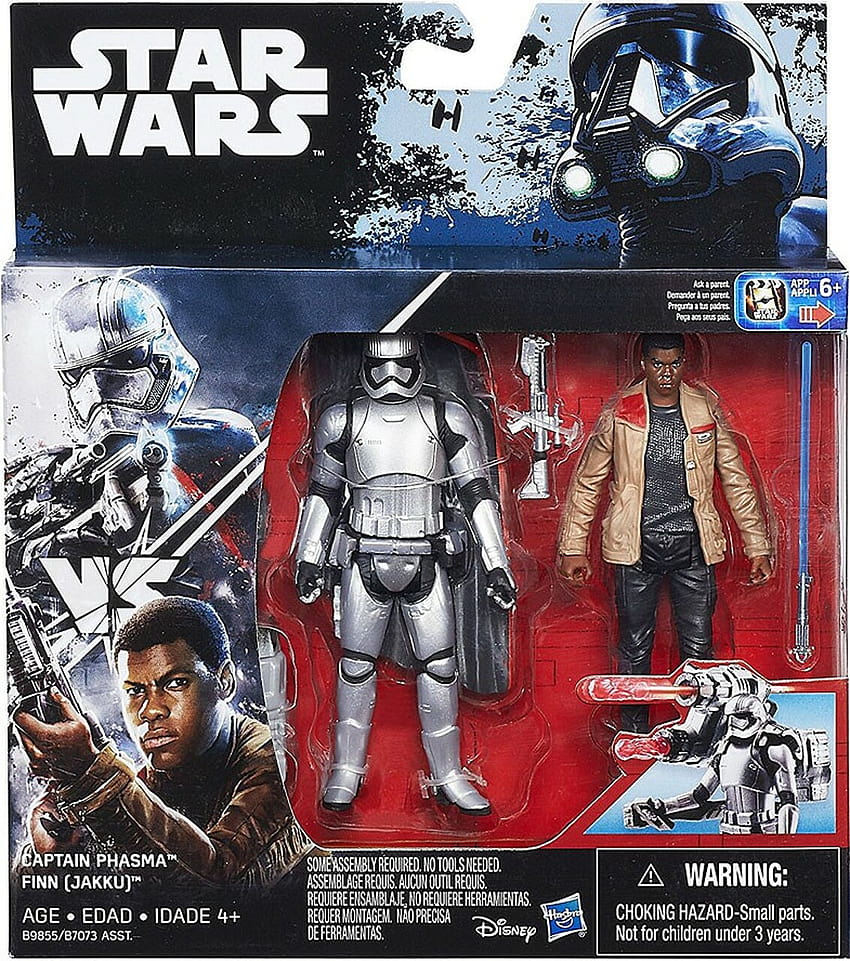 STAR
WARS™
Ask a parent.
Demander à un parent.
Pregunta a tus padres.
Peça aos seus pais.
STAR
WARS
APP
APPLI
6+
VS
CAPTAIN PHASMA™
FINN (JAKKU)™
AGE • EDAD • IDADE 4+
B9855/B7073 ASST.
SOME ASSEMBLY REQUIRED. NO TOOLS NEEDED.
ASSEMBLAGE REQUIS. AUCUN OUTIL REQUIS.
REQUIERE ENSAMBLAJE, NO REQUIERE HERRAMIENTAS.
REQUER MONTAGEM. NÃO PRECISA
DE FERRAMENTAS.
Disney
Hasbro
⚠ WARNING:
CHOKING HAZARD-Small parts.
Not for children under 3 years.